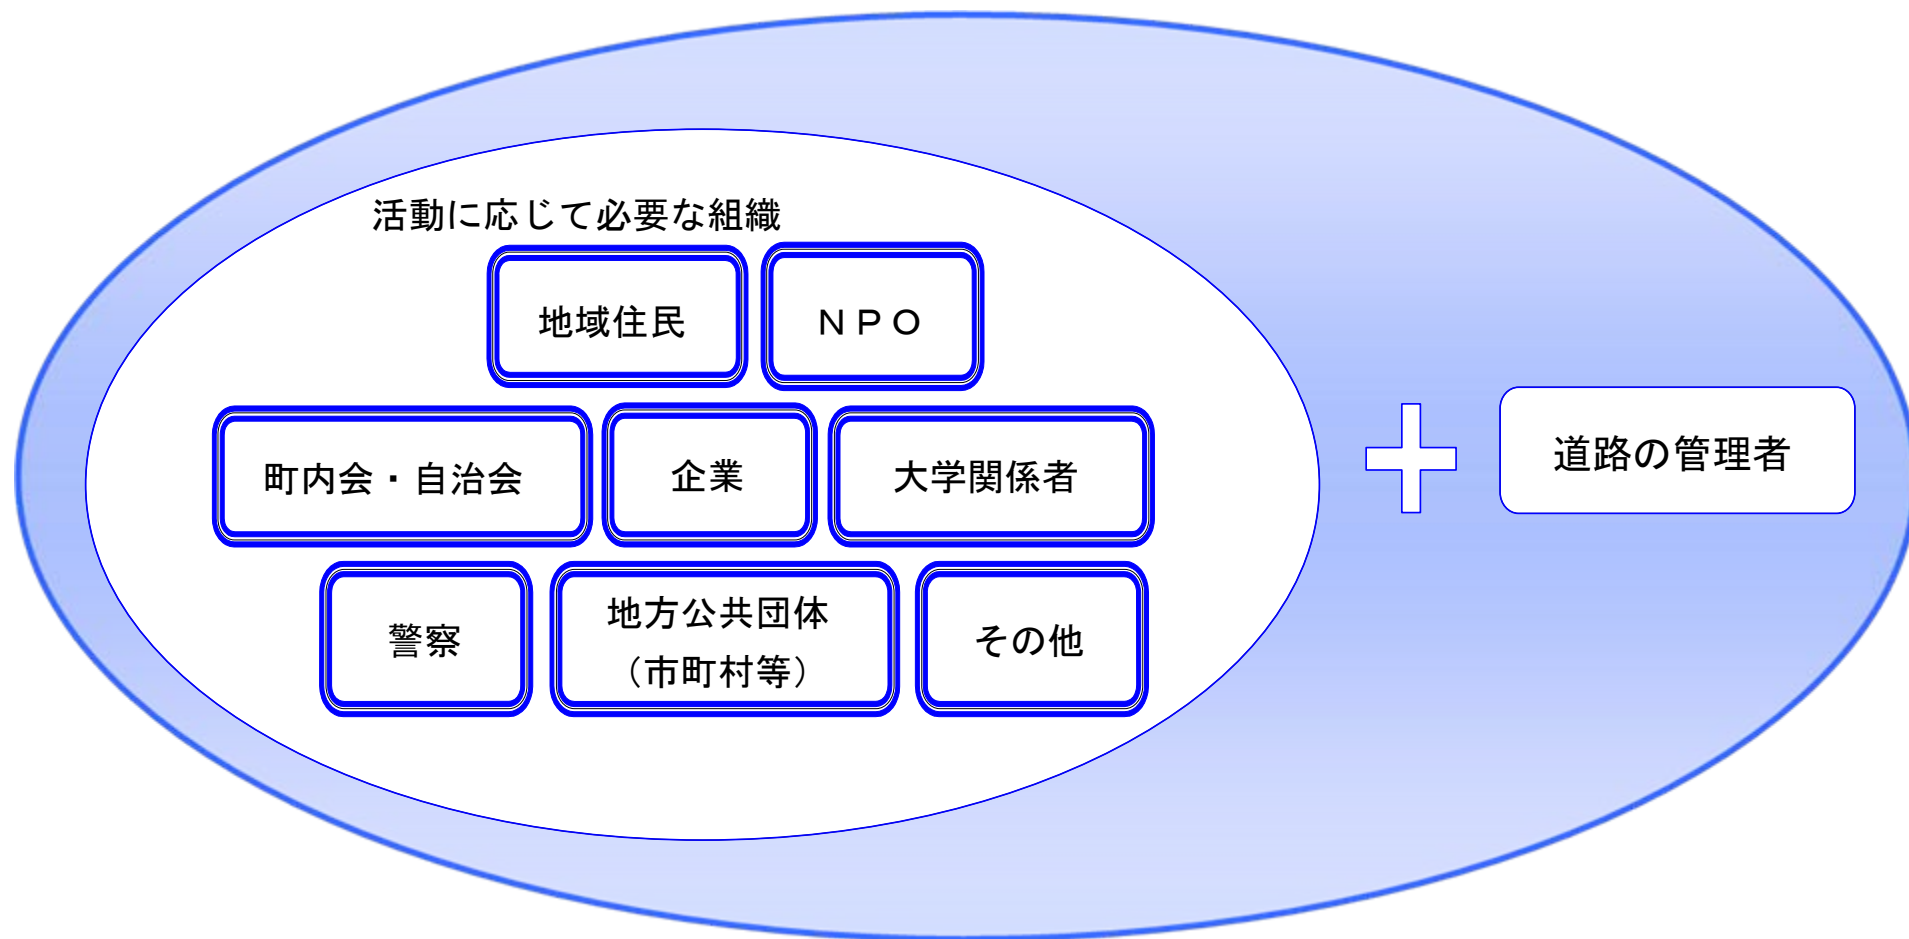 活動に応じて必要な組織
地域住民
ＮＰＯ
町内会・自治会
企業
大学関係者
道路の管理者
警察
地方公共団体
（市町村等）
その他